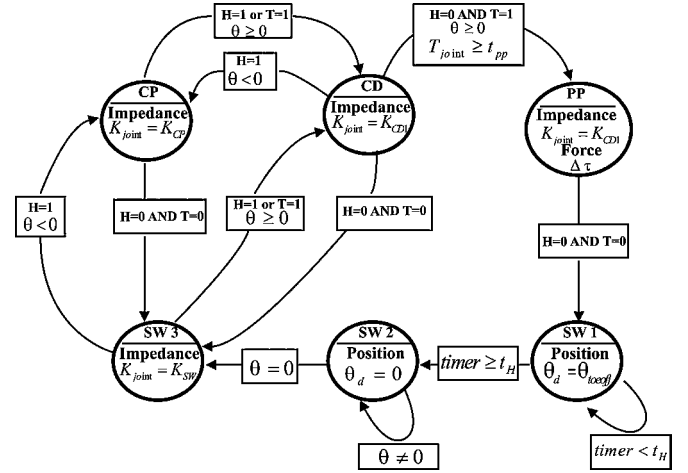 H=1 or T=1
θ ≥ 0
H=0 AND T=1
θ ≥ 0
T_joint ≥ t_pp
H=1
θ < 0
CP
Impedance
K_joint = K_CP
CD
Impedance
K_joint = K_CD1
PP
Impedance
K_joint = K_CD1
Force
Δ τ
H=1
θ < 0
H=0 AND T=0
H=1 or T=1
θ ≥ 0
H=0 AND T=0
H=0 AND T=0
SW 3
Impedance
K_joint = K_SW
θ = 0
SW 2
Position
θ_d = 0
timer ≥ t_H
SW 1
Position
θ_d = θ_toeoff
θ ≠ 0
timer < t_H